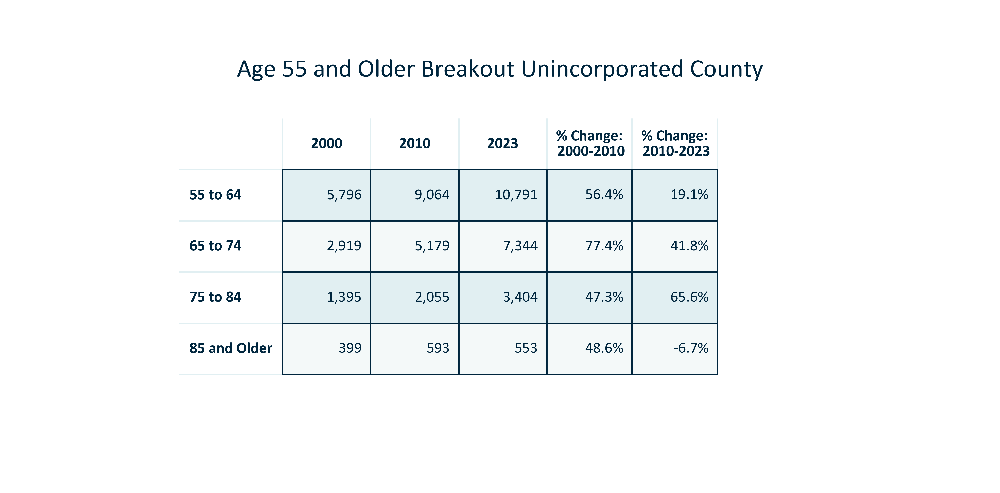 Age 55 and Older Breakout Unincorporated County
2000 2010 2023 % Change: 2000-2010 % Change: 2010-2023
55 to 64 5,796 9,064 10,791 56.4% 19.1%
65 to 74 2,919 5,179 7,344 77.4% 41.8%
75 to 84 1,395 2,055 3,404 47.3% 65.6%
85 and Older 399 593 553 48.6% -6.7%